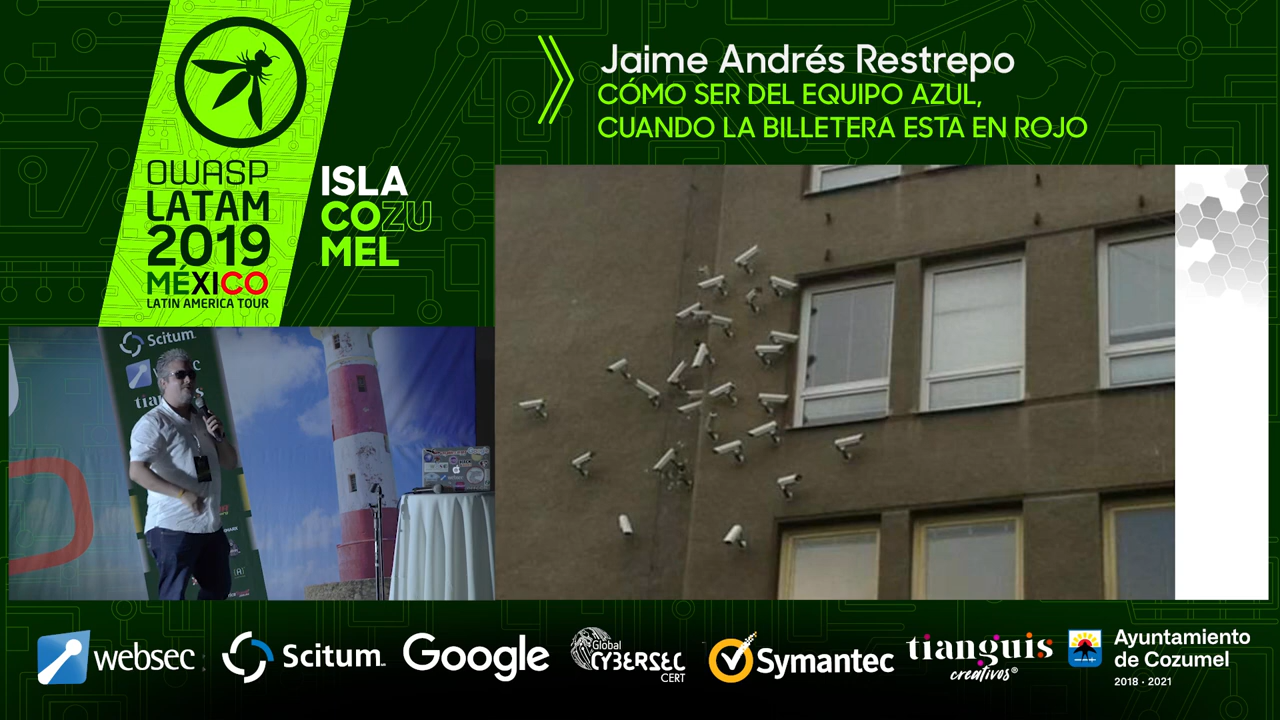 Jaime Andrés Restrepo
CÓMO SER DEL EQUIPO AZUL,
CUANDO LA BILLETERA ESTA EN ROJO
OWASP
LATAM
2019
MÉXICO
LATIN AMERICA TOUR
ISLA
COZU
MEL
Scitum
websec
Scitum
Google
Global
CYBERSEC
CERT
Symantec
tianguis
creativos®
Ayuntamiento
de Cozumel
2018 · 2021